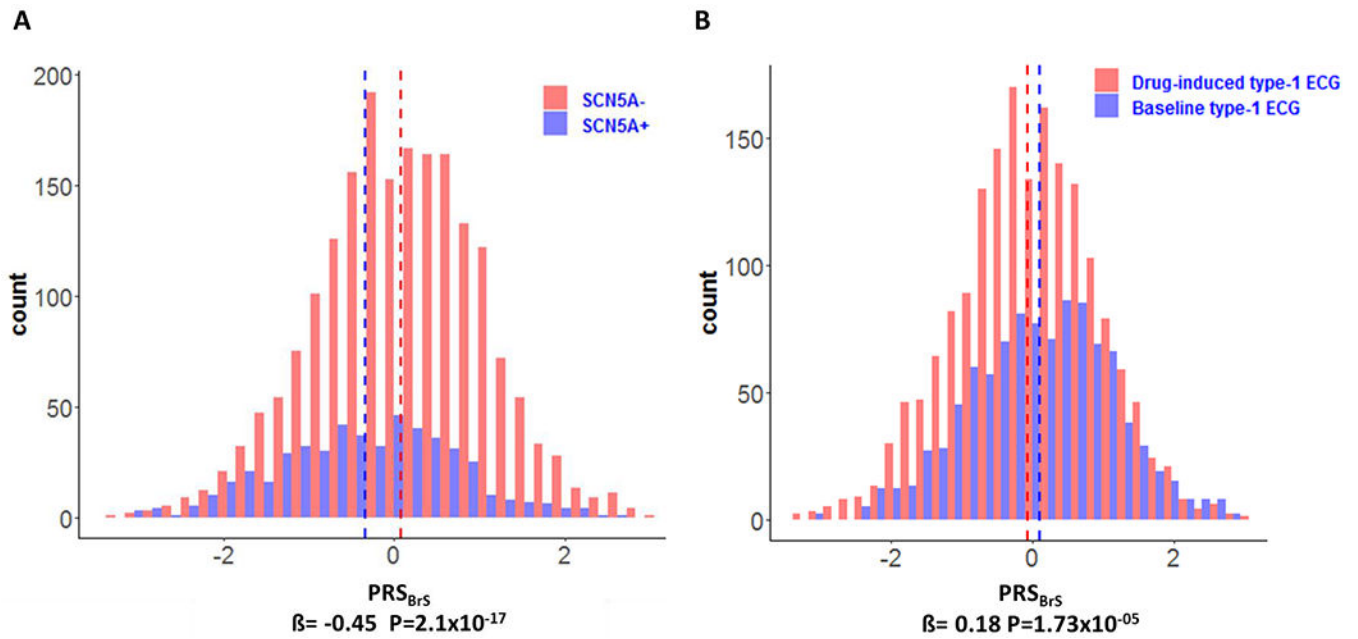 A
B
200
150
100
50
0
count
SCN5A-
SCN5A+
-2
0
2
PRSBrS
ß= -0.45 P=2.1x10-17
150
100
50
0
count
Drug-induced type-1 ECG
Baseline type-1 ECG
-2
0
2
PRSBrS
ß= 0.18 P=1.73x10-05